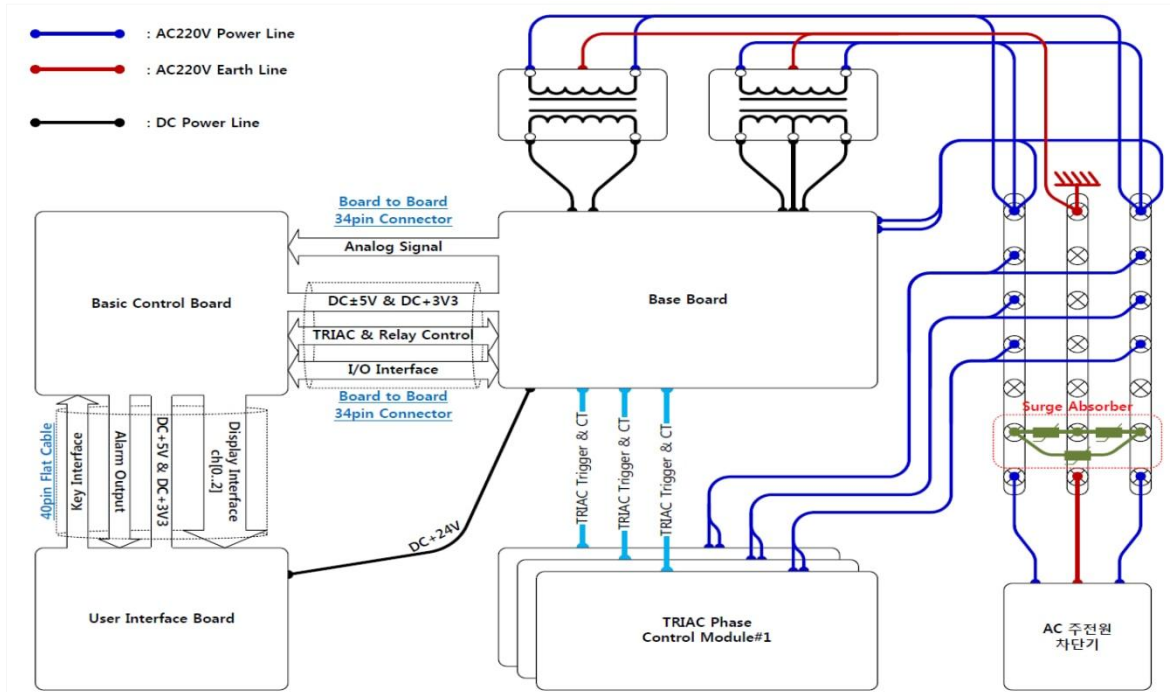 : AC220V Power Line
: AC220V Earth Line
: DC Power Line
Board to Board
34pin Connector
Analog Signal
Basic Control Board
DC±5V & DC+3V3
Base Board
TRIAC & Relay Control
I/O Interface
Board to Board
34pin Connector
Surge Absorber
40pin Flat Cable
Key Interface
Alarm Output
DC+5V & DC+3V3
Display Interface
ch[0..2]
TRIAC Trigger & CT
TRIAC Trigger & CT
TRIAC Trigger & CT
DC+24V
User Interface Board
TRIAC Phase
Control Module#1
AC 주전원
차단기